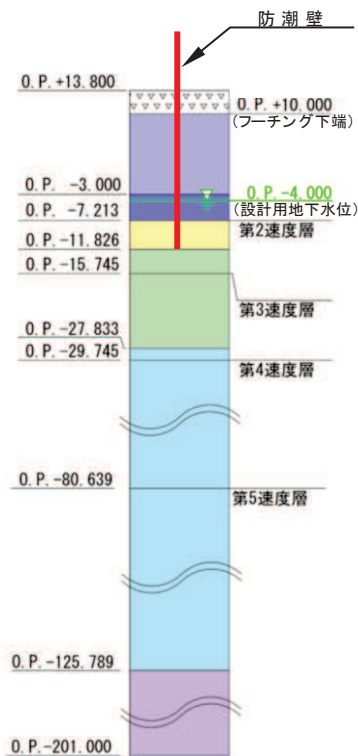 防潮壁
O.P.+13.800
O.P.+10.000
(フーチング下端)
O.P. -3.000
O.P. -4.000
O.P. -7.213
(設計用地下水位)
第2速度層
O.P.-11.826
O.P.-15.745
第3速度層
O.P.-27.833
O.P.-29.745
第4速度層
O.P.-80.639
第5速度層
O.P.-125.789
O.P.-201.000